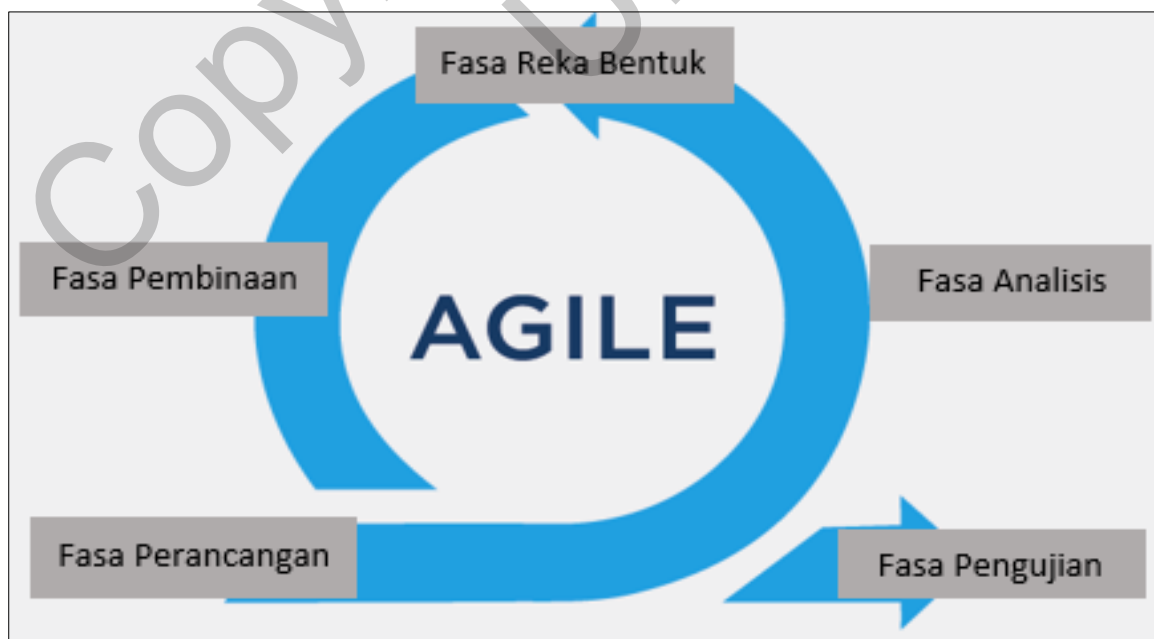 Copy
Fasa Reka Bentuk
Fasa Pembinaan
Fasa Analisis
AGILE
Fasa Perancangan
Fasa Pengujian